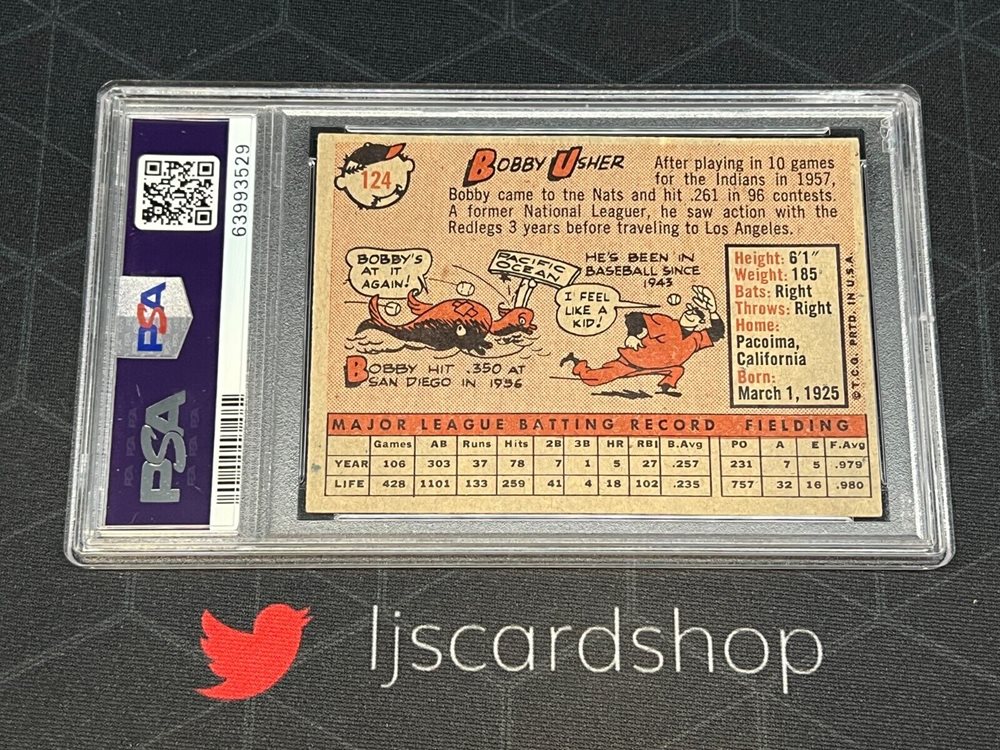 63993529
PSA
PSA
124
BOBBY USHER
After playing in 10 games
for the Indians in 1957,
Bobby came to the Nats and hit .261 in 96 contests.
A former National Leaguer, he saw action with the
Redlegs 3 years before traveling to Los Angeles.
BOBBY'S
AT IT
AGAIN!
PACIFIC
OCEAN
HE'S BEEN IN
BASEBALL SINCE
1943
I FEEL
LIKE A
KID!
BOBBY HIT .350 AT
SAN DIEGO IN 1956
Height: 6'1"
Weight: 185
Bats: Right
Throws: Right
Home:
Pacoima,
California
Born:
March 1, 1925
© T.C.G. PRTD. IN U.S.A.
MAJOR LEAGUE BATTING RECORD FIELDING
Games AB Runs Hits 2B 3B HR RBI B.Avg PO A E F.Avg
YEAR 106 303 37 78 7 1 5 27 .257 231 7 5 .979
LIFE 428 1101 133 259 41 4 18 102 .235 757 32 16 .980
ljscardshop